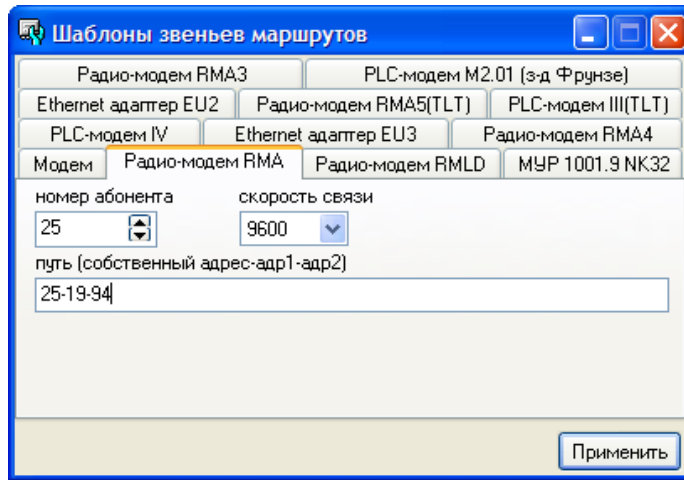 Шаблоны звеньев маршрутов
Радио-модем RMA3 PLC-модем M2.01 (з-д Фрунзе)
Ethernet адаптер EU2 Радио-модем RMA5(TLT) PLC-модем III(TLT)
PLC-модем IV Ethernet адаптер EU3 Радио-модем RMA4
Модем Радио-модем RMA Радио-модем RMLD МУР 1001.9 NK32
номер абонента скорость связи
25 9600
путь (собственный адрес-адр1-адр2)
25-19-94
Применить